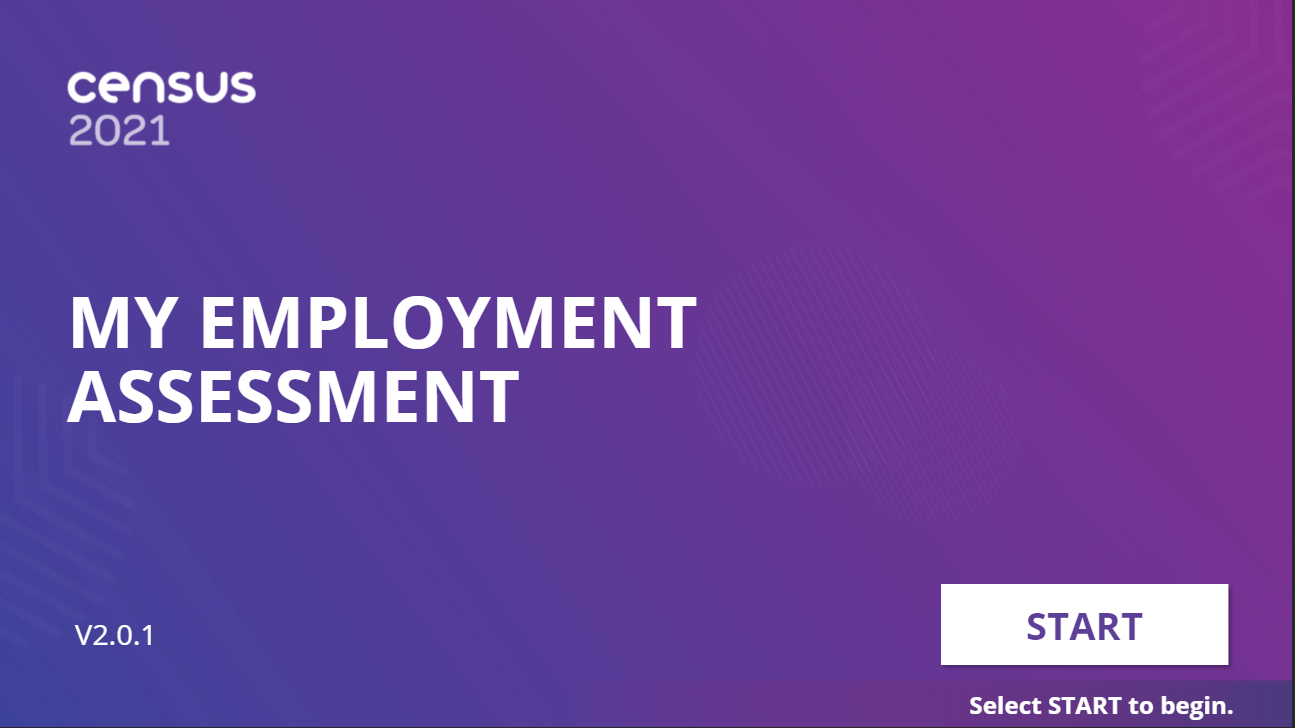 census
2021
MY EMPLOYMENT
ASSESSMENT
V2.0.1
START
Select START to begin.